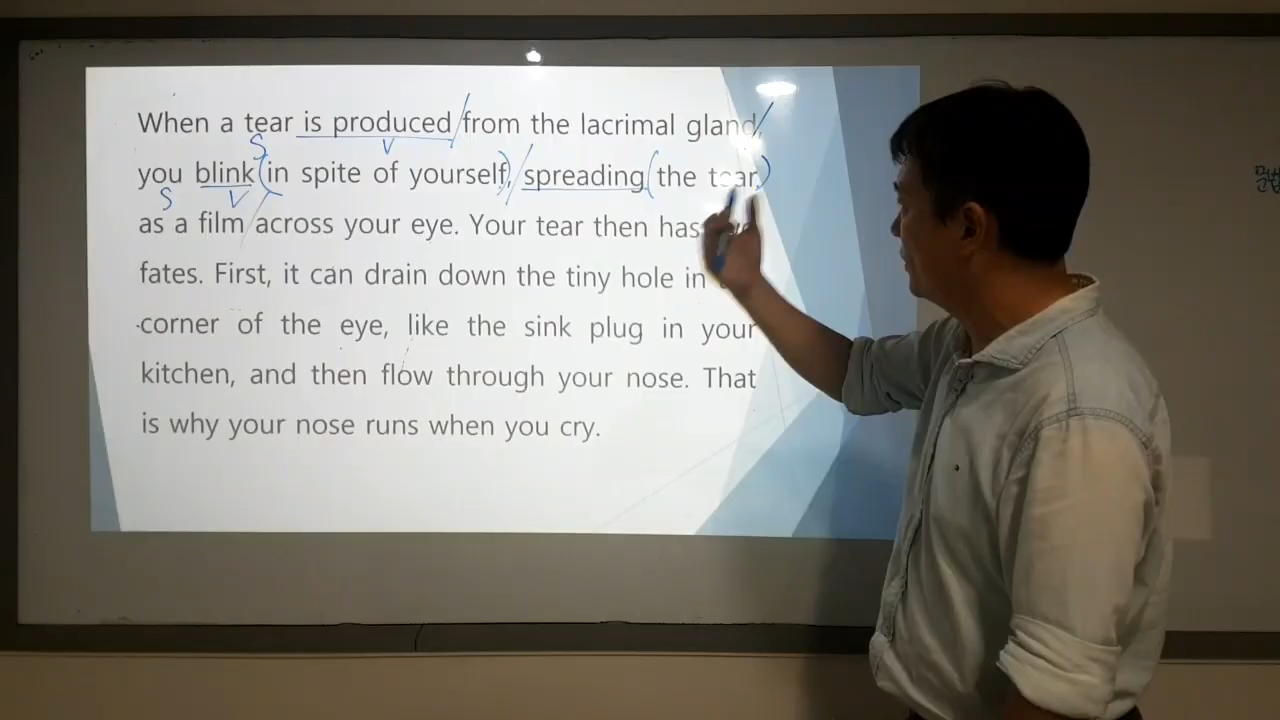 When a tear is produced from the lacrimal gland,
S
V
you blink in spite of yourself, spreading the tear
S
V
as a film across your eye. Your tear then has
fates. First, it can drain down the tiny hole in
corner of the eye, like the sink plug in your
kitchen, and then flow through your nose. That
is why your nose runs when you cry.